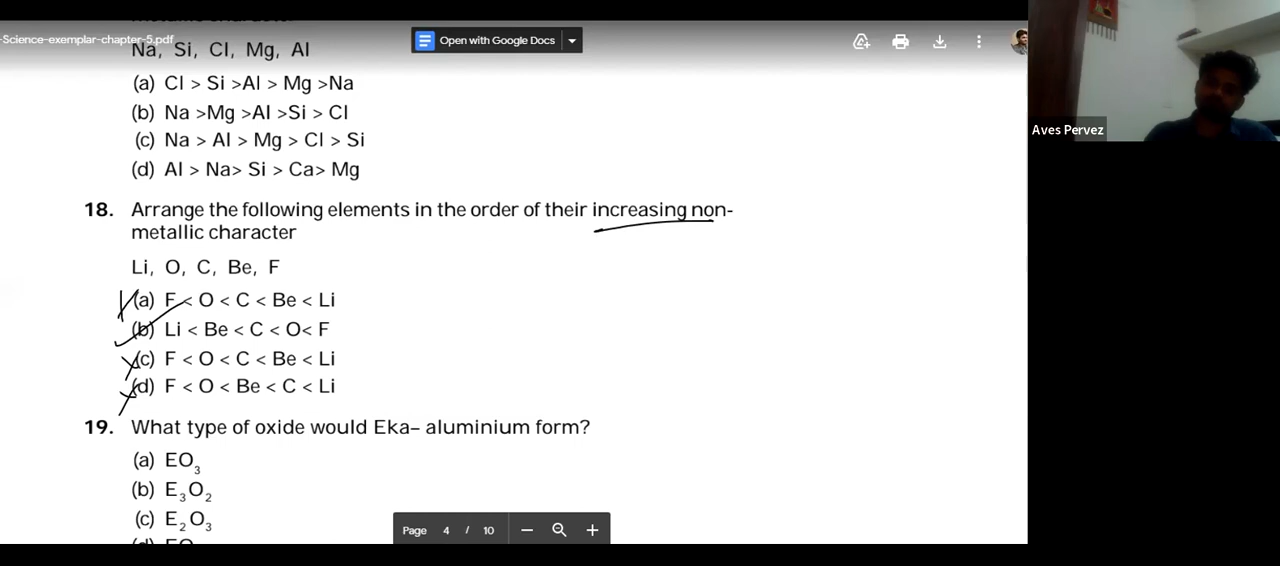 -Science-exemplar-chapter-5.pdf
Open with Google Docs
Na, Si, Cl, Mg, Al
(a) Cl > Si >Al > Mg >Na
(b) Na >Mg >Al >Si > Cl
(c) Na > Al > Mg > Cl > Si
(d) Al > Na> Si > Ca> Mg
Aves Pervez
18. Arrange the following elements in the order of their increasing non-
metallic character
Li, O, C, Be, F
(a) F < O < C < Be < Li
(b) Li < Be < C < O< F
(c) F < O < C < Be < Li
(d) F < O < Be < C < Li
19. What type of oxide would Eka– aluminium form?
(a) EO₃
(b) E₃O₂
(c) E₂O₃
Page 4 / 10